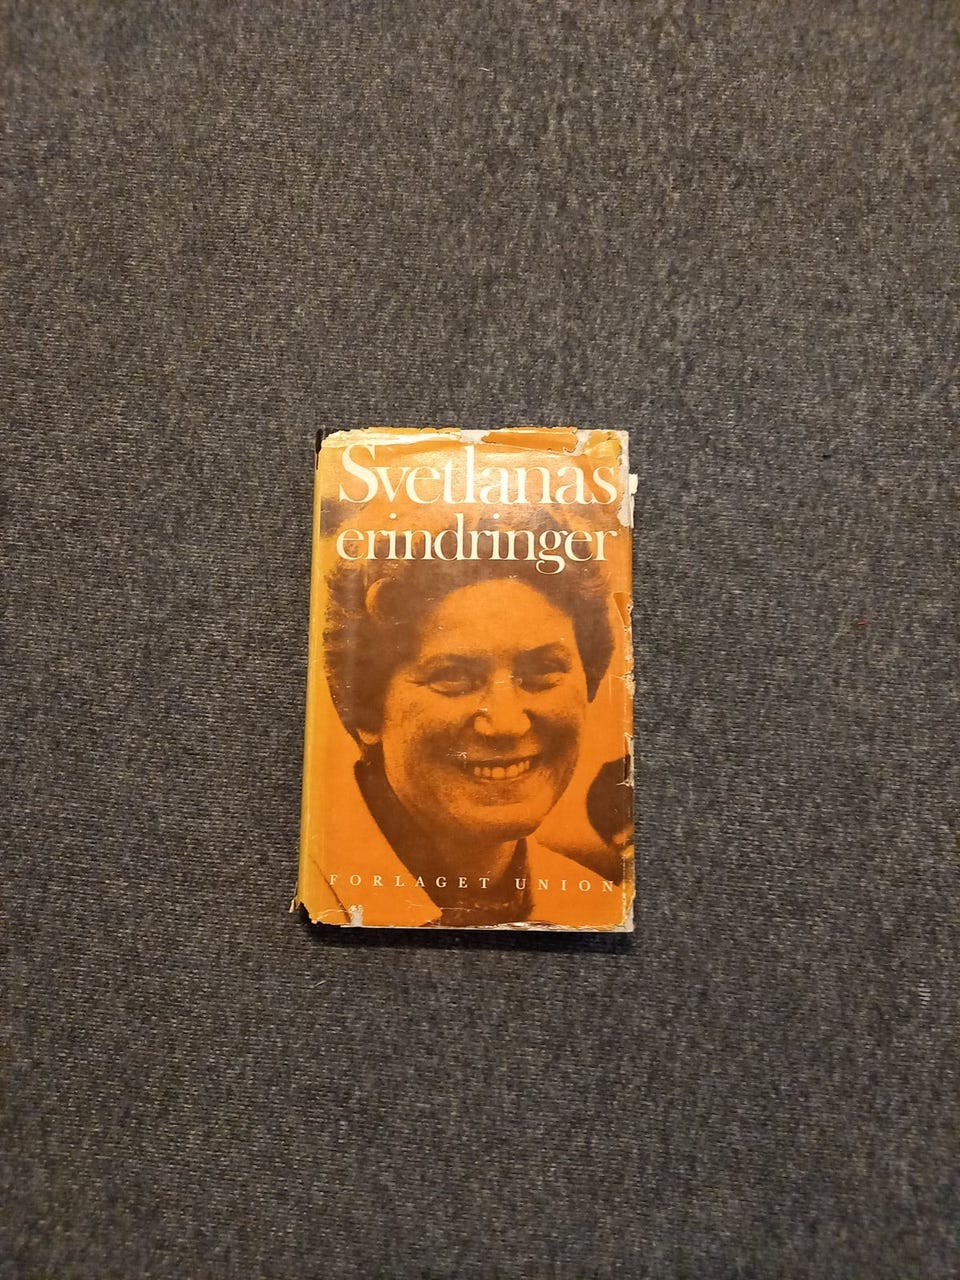 Svetlanas
erindringer
FORLAGET UNION